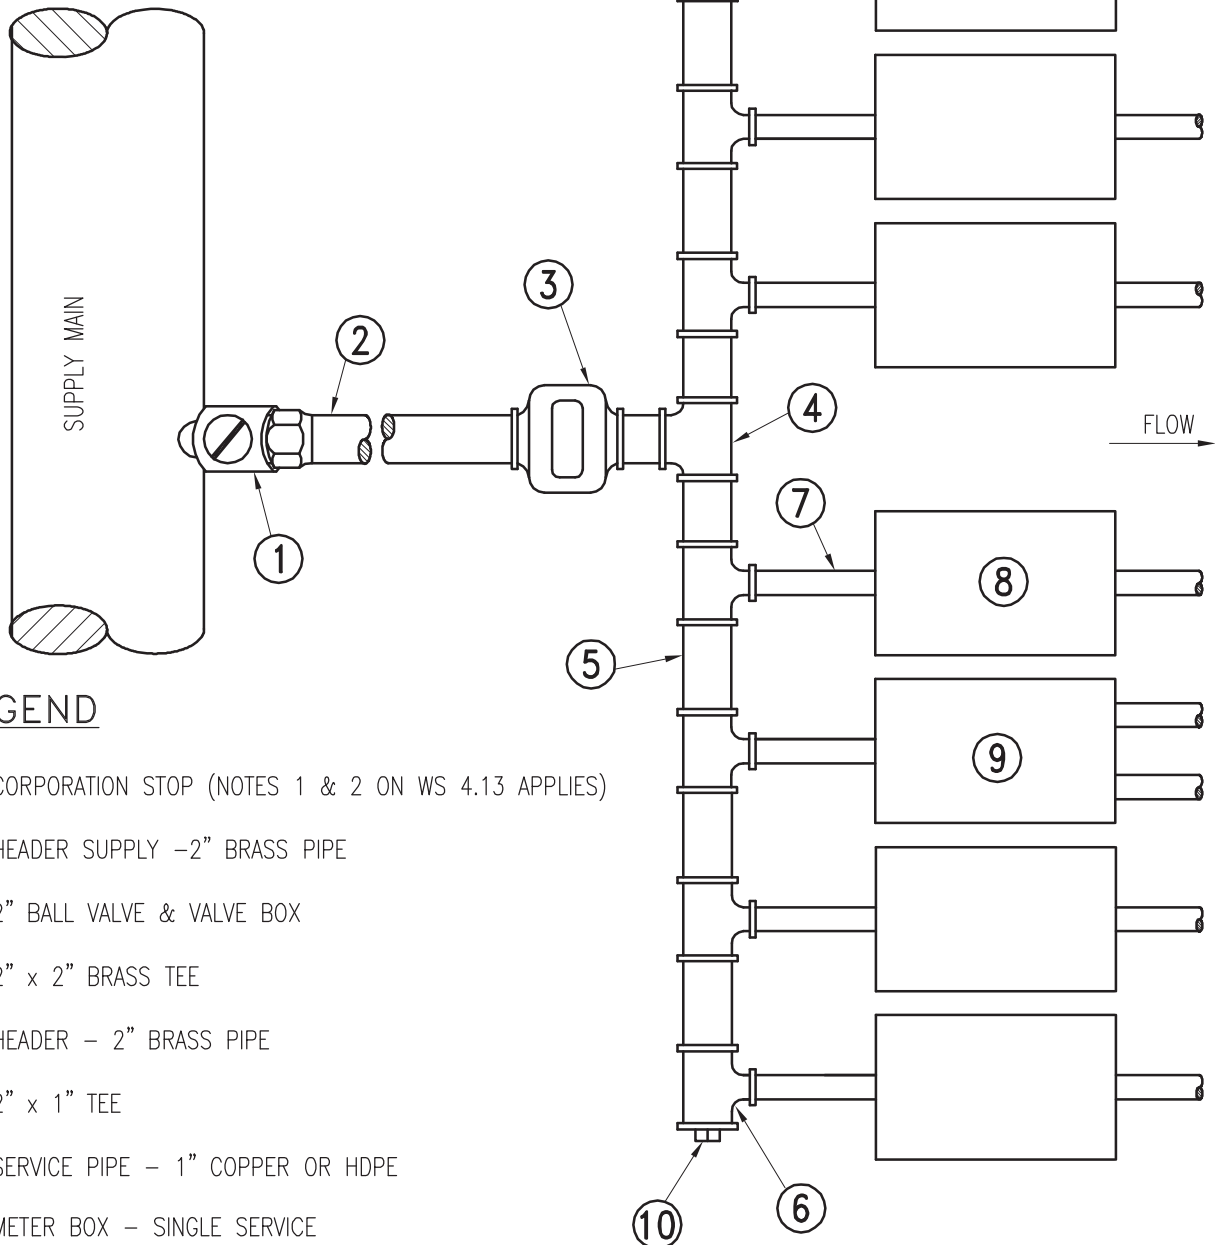 SUPPLY MAIN
3
2
4
FLOW
7
1
8
5
GEND
9
CORPORATION STOP (NOTES 1 & 2 ON WS 4.13 APPLIES)
HEADER SUPPLY -2" BRASS PIPE
2" BALL VALVE & VALVE BOX
2" x 2" BRASS TEE
HEADER - 2" BRASS PIPE
2" x 1" TEE
SERVICE PIPE - 1" COPPER OR HDPE
METER BOX - SINGLE SERVICE
6
10